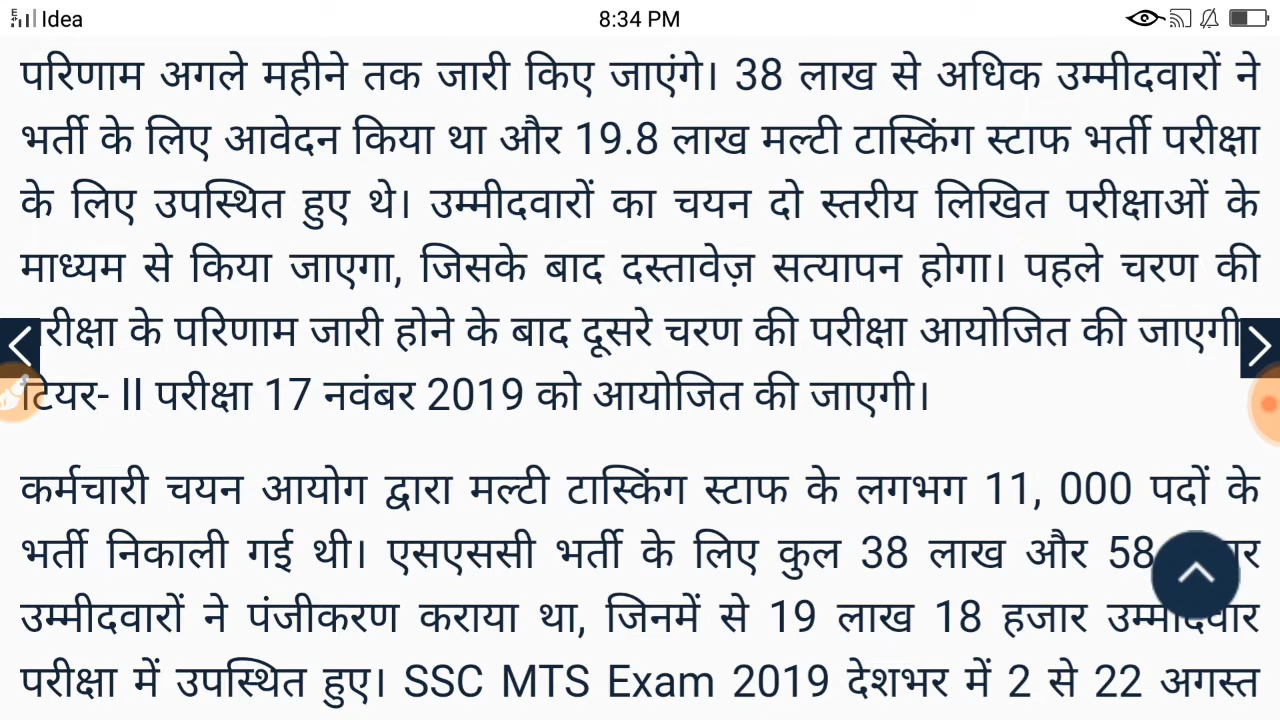 Idea 8:34 PM
परिणाम अगले महीने तक जारी किए जाएंगे। 38 लाख से अधिक उम्मीदवारों ने
भर्ती के लिए आवेदन किया था और 19.8 लाख मल्टी टास्किंग स्टाफ भर्ती परीक्षा
के लिए उपस्थित हुए थे। उम्मीदवारों का चयन दो स्तरीय लिखित परीक्षाओं के
माध्यम से किया जाएगा, जिसके बाद दस्तावेज़ सत्यापन होगा। पहले चरण की
के परिणाम जारी होने के बाद दूसरे चरण की परीक्षा आयोजित की जाएगी
टियर- II परीक्षा 17 नवंबर 2019 को आयोजित की जाएगी।
कर्मचारी चयन आयोग द्वारा मल्टी टास्किंग स्टाफ के लगभग 11, 000 पदों के
भर्ती निकाली गई थी। एसएससी भर्ती के लिए कुल 38 लाख और 58
उम्मीदवारों ने पंजीकरण कराया था, जिनमें से 19 लाख 18 हजार उम्मीदवार
परीक्षा में उपस्थित हुए। SSC MTS Exam 2019 देशभर में 2 से 22 अगस्त